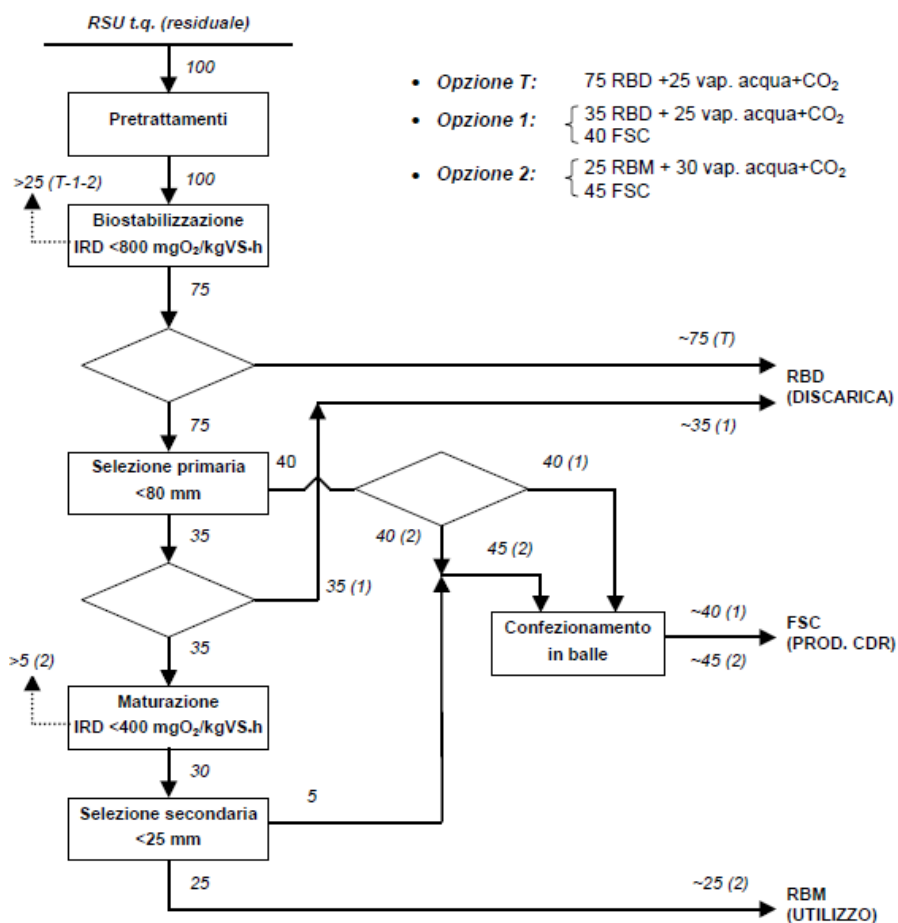 RSU t.q. (residuale)
100
• Opzione T: 75 RBD +25 vap. acqua+CO₂
• Opzione 1: 35 RBD + 25 vap. acqua+CO₂
40 FSC
• Opzione 2: 25 RBM + 30 vap. acqua+CO₂
45 FSC
Pretrattamenti
100
>25 (T-1-2)
Biostabilizzazione
IRD <800 mgO₂/kgVS•h
75
~75 (T)
RBD
(DISCARICA)
~35 (1)
75
Selezione primaria
<80 mm
40
40 (1)
40 (2)
45 (2)
35
35 (1)
Confezionamento
in balle
~40 (1)
~45 (2)
FSC
(PROD. CDR)
35
>5 (2)
Maturazione
IRD <400 mgO₂/kgVS•h
30
Selezione secondaria
<25 mm
5
25
~25 (2)
RBM
(UTILIZZO)